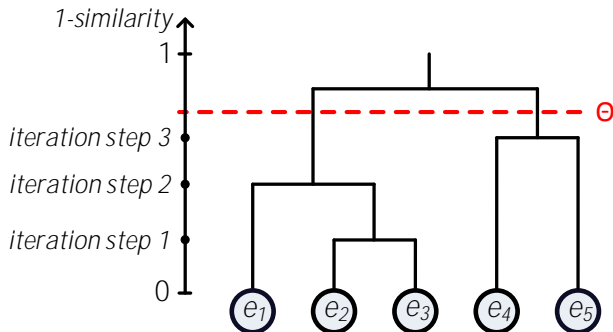 1-similarity
1
Θ
iteration step 3
iteration step 2
iteration step 1
0
e1 e2 e3 e4 e5